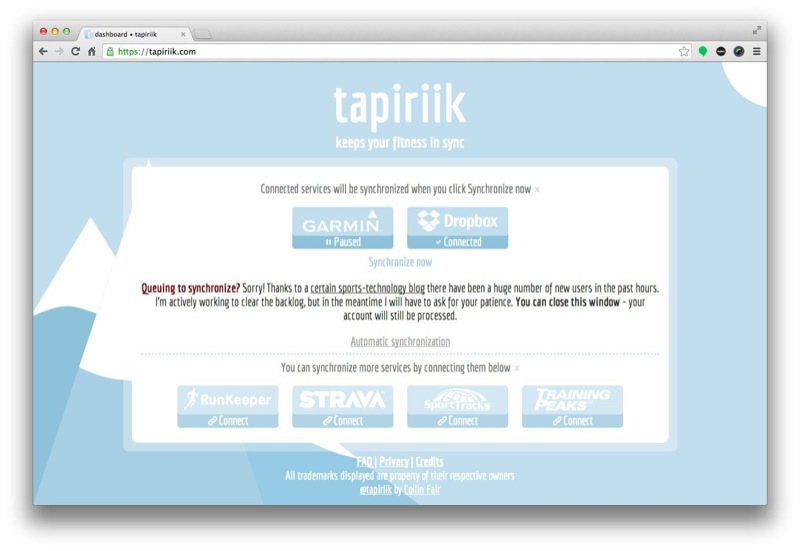 dashboard • tapiriik
https://tapiriik.com
tapiriik
keeps your fitness in sync
Connected services will be synchronized when you click Synchronize now ×
GARMIN. Dropbox
Paused Connected
Synchronize now
Queuing to synchronize? Sorry! Thanks to a certain sports-technology blog there have been a huge number of new users in the past hours.
I'm actively working to clear the backlog, but in the meantime I will have to ask for your patience. You can close this window - your
account will still be processed.
Automatic synchronization
You can synchronize more services by connecting them below ×
RunKeeper STRAVA SportTracks TRAINING
PEAKS
Connect Connect Connect Connect
FAQ | Privacy | Credits
All trademarks displayed are property of their respective owners
@tapiriik by Collin Fair